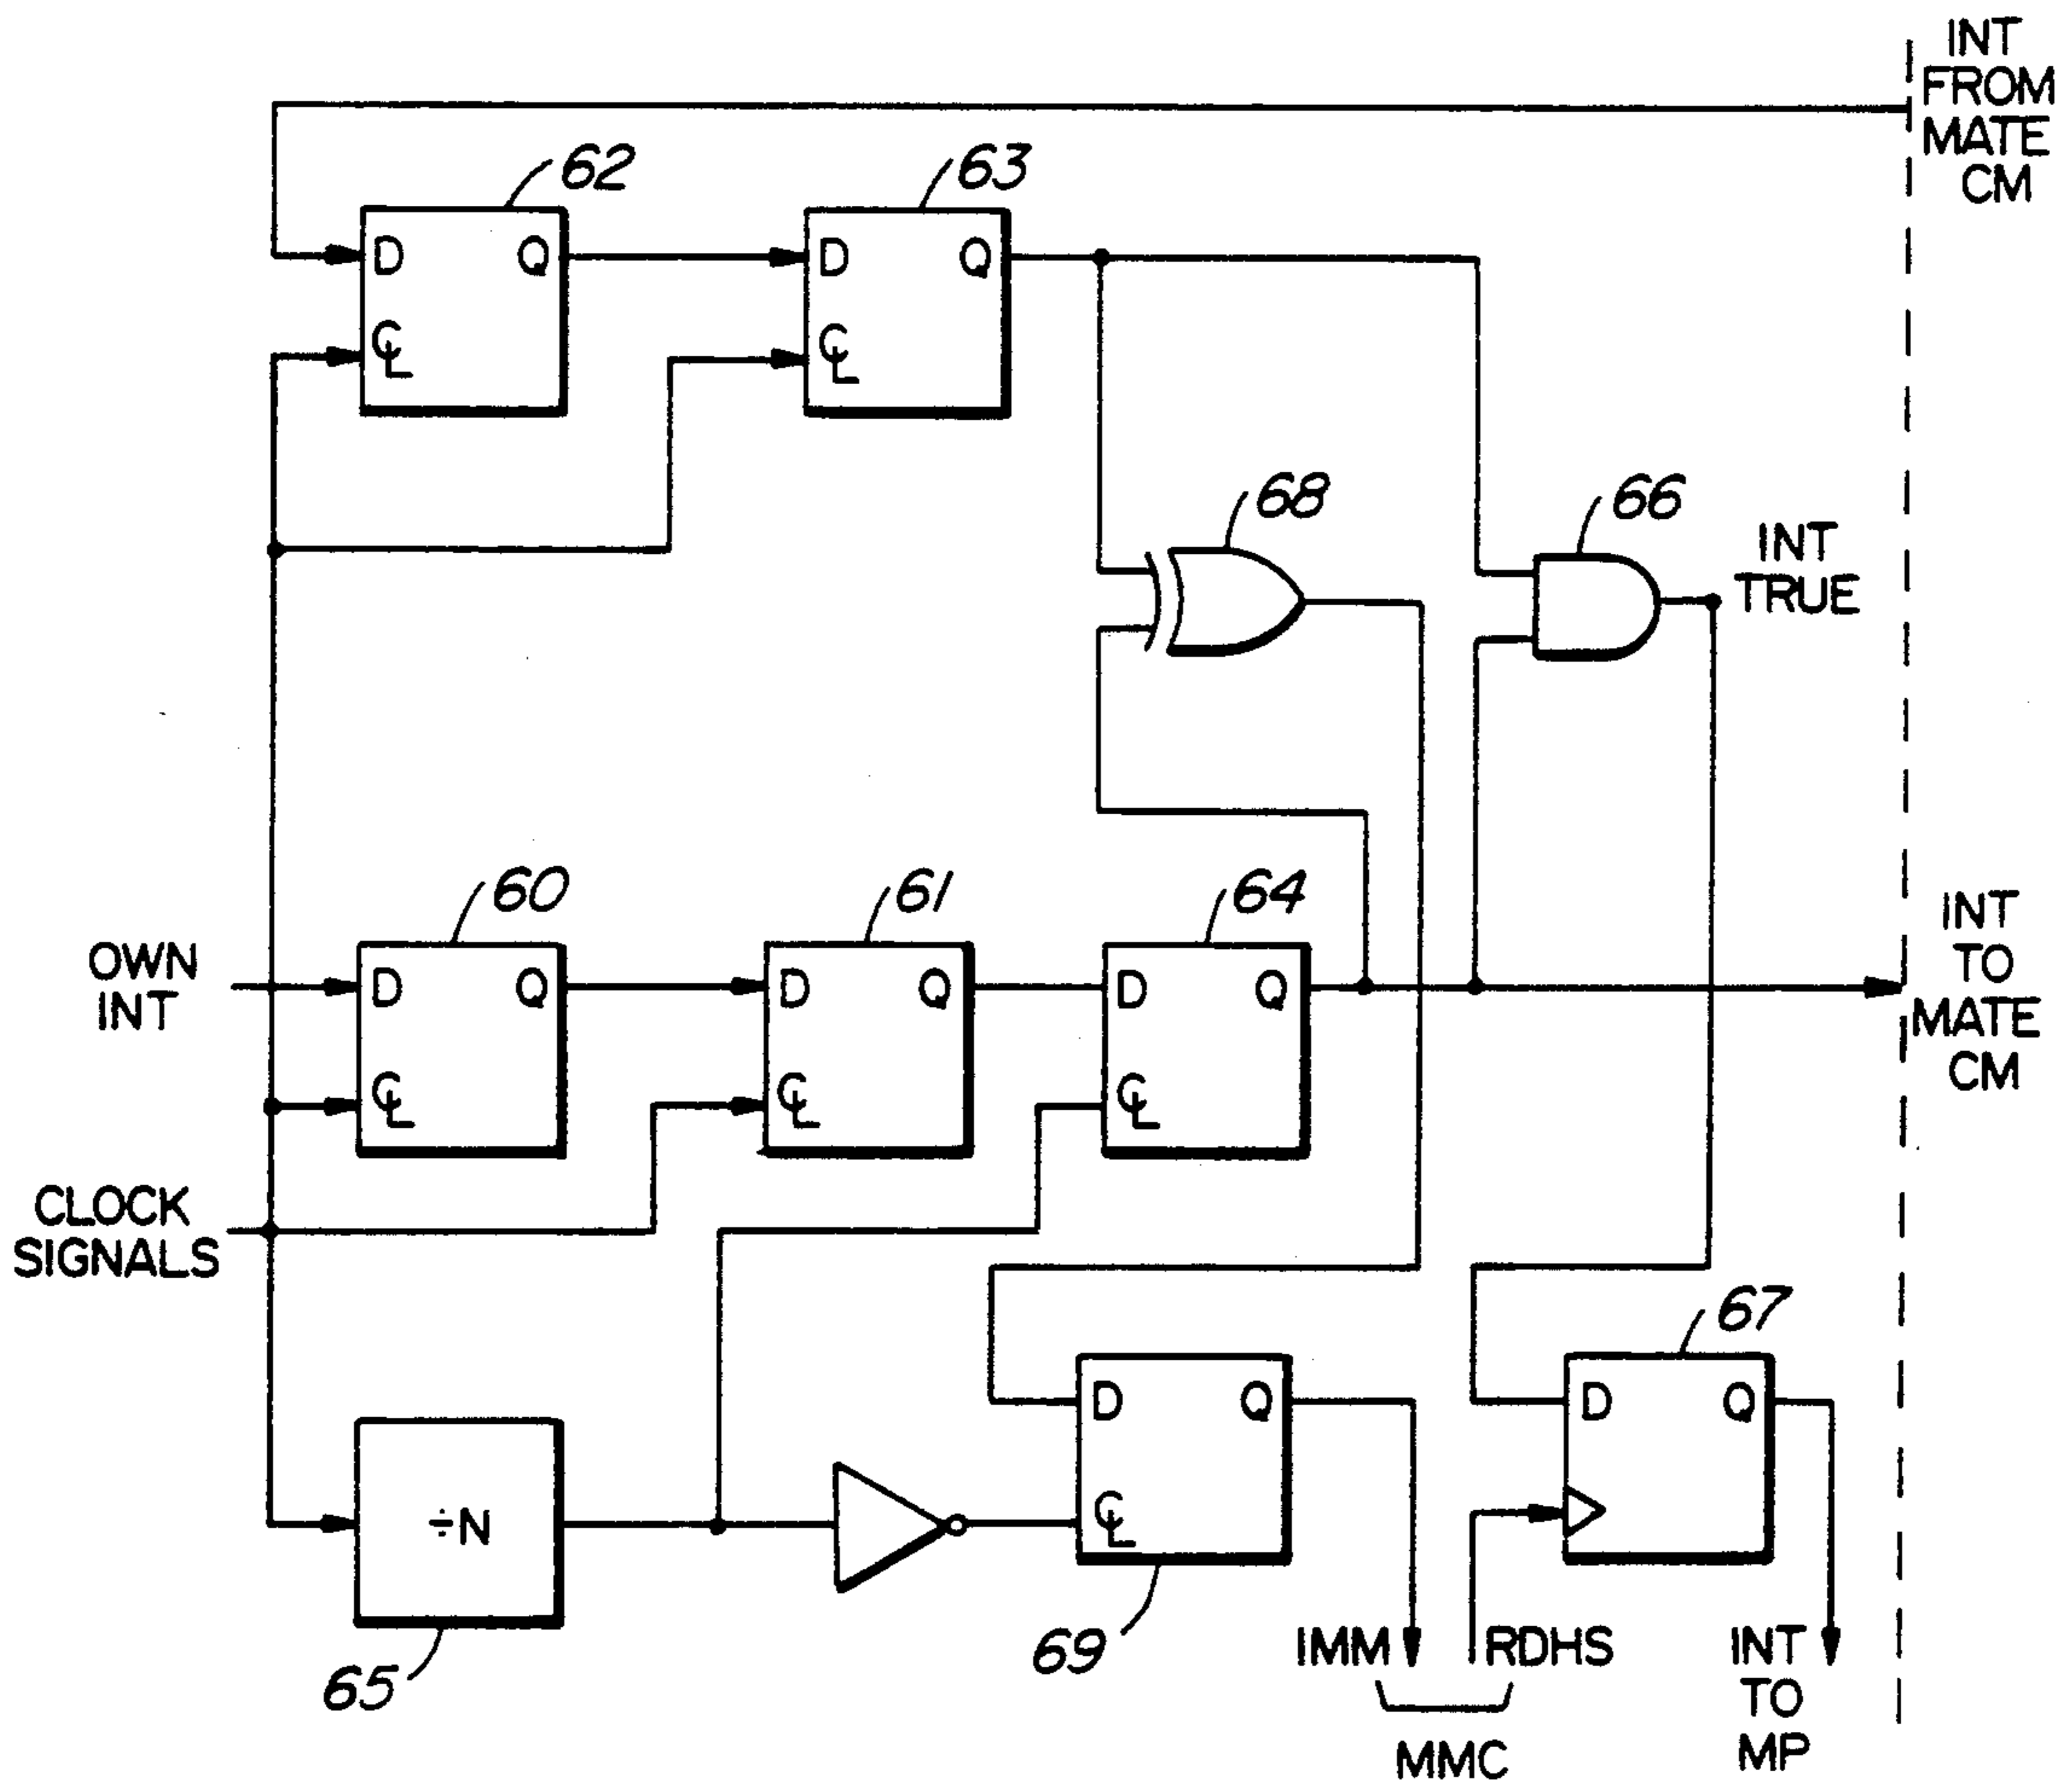 INT
FROM
MATE
CM
62
63
D Q
D Q
CL
CL
68
66
INT
TRUE
60
61
64
OWN
INT
D Q
D Q
D Q
INT
TO
MATE
CM
CL
CL
CL
CLOCK
SIGNALS
67
D Q
D Q
÷N
CL
65
69
IMM
RDHS
MMC
INT
TO
MP